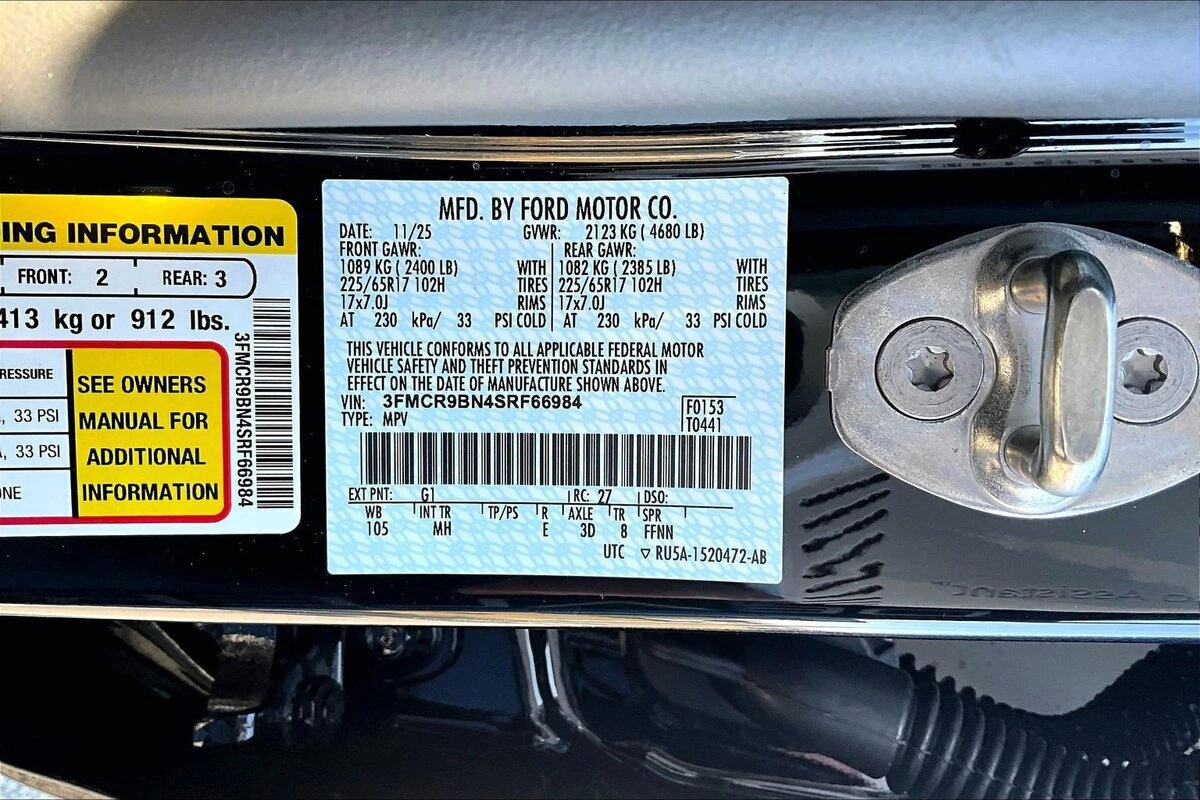 ING INFORMATION
FRONT: 2 REAR: 3
413 kg or 912 lbs.
RESSURE
33 PSI
33 PSI
SEE OWNERS
MANUAL FOR
ADDITIONAL
INFORMATION
3FMCR9BN4SRF66984
MFD. BY FORD MOTOR CO.
DATE: 11/25 GVWR: 2123 KG ( 4680 LB)
FRONT GAWR: REAR GAWR:
1089 KG ( 2400 LB) WITH 1082 KG ( 2385 LB) WITH
225/65R17 102H TIRES 225/65R17 102H TIRES
17x7.0J RIMS 17x7.0J RIMS
AT 230 kPa/ 33 PSI COLD AT 230 kPa/ 33 PSI COLD
THIS VEHICLE CONFORMS TO ALL APPLICABLE FEDERAL MOTOR
VEHICLE SAFETY AND THEFT PREVENTION STANDARDS IN
EFFECT ON THE DATE OF MANUFACTURE SHOWN ABOVE.
VIN: 3FMCR9BN4SRF66984
TYPE: MPV
F0153
T0441
EXT PNT: G1 RC: 27 DSO:
WB INT TR TP/PS R AXLE TR SPR
105 MH E 3D 8 FFNN
UTC ▽ RU5A-1520472-AB